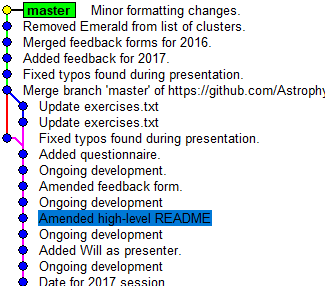 master Minor formatting changes.
Removed Emerald from list of clusters.
Merged feedback forms for 2016.
Added feedback for 2017.
Fixed typos found during presentation.
Merge branch 'master' of https://github.com/Astrophy
Update exercises.txt
Update exercises.txt
Fixed typos found during presentation.
Added questionnaire.
Ongoing development.
Amended feedback form.
Ongoing development
Amended high-level README
Ongoing development
Added Will as presenter.
Ongoing development
Date for 2017 session